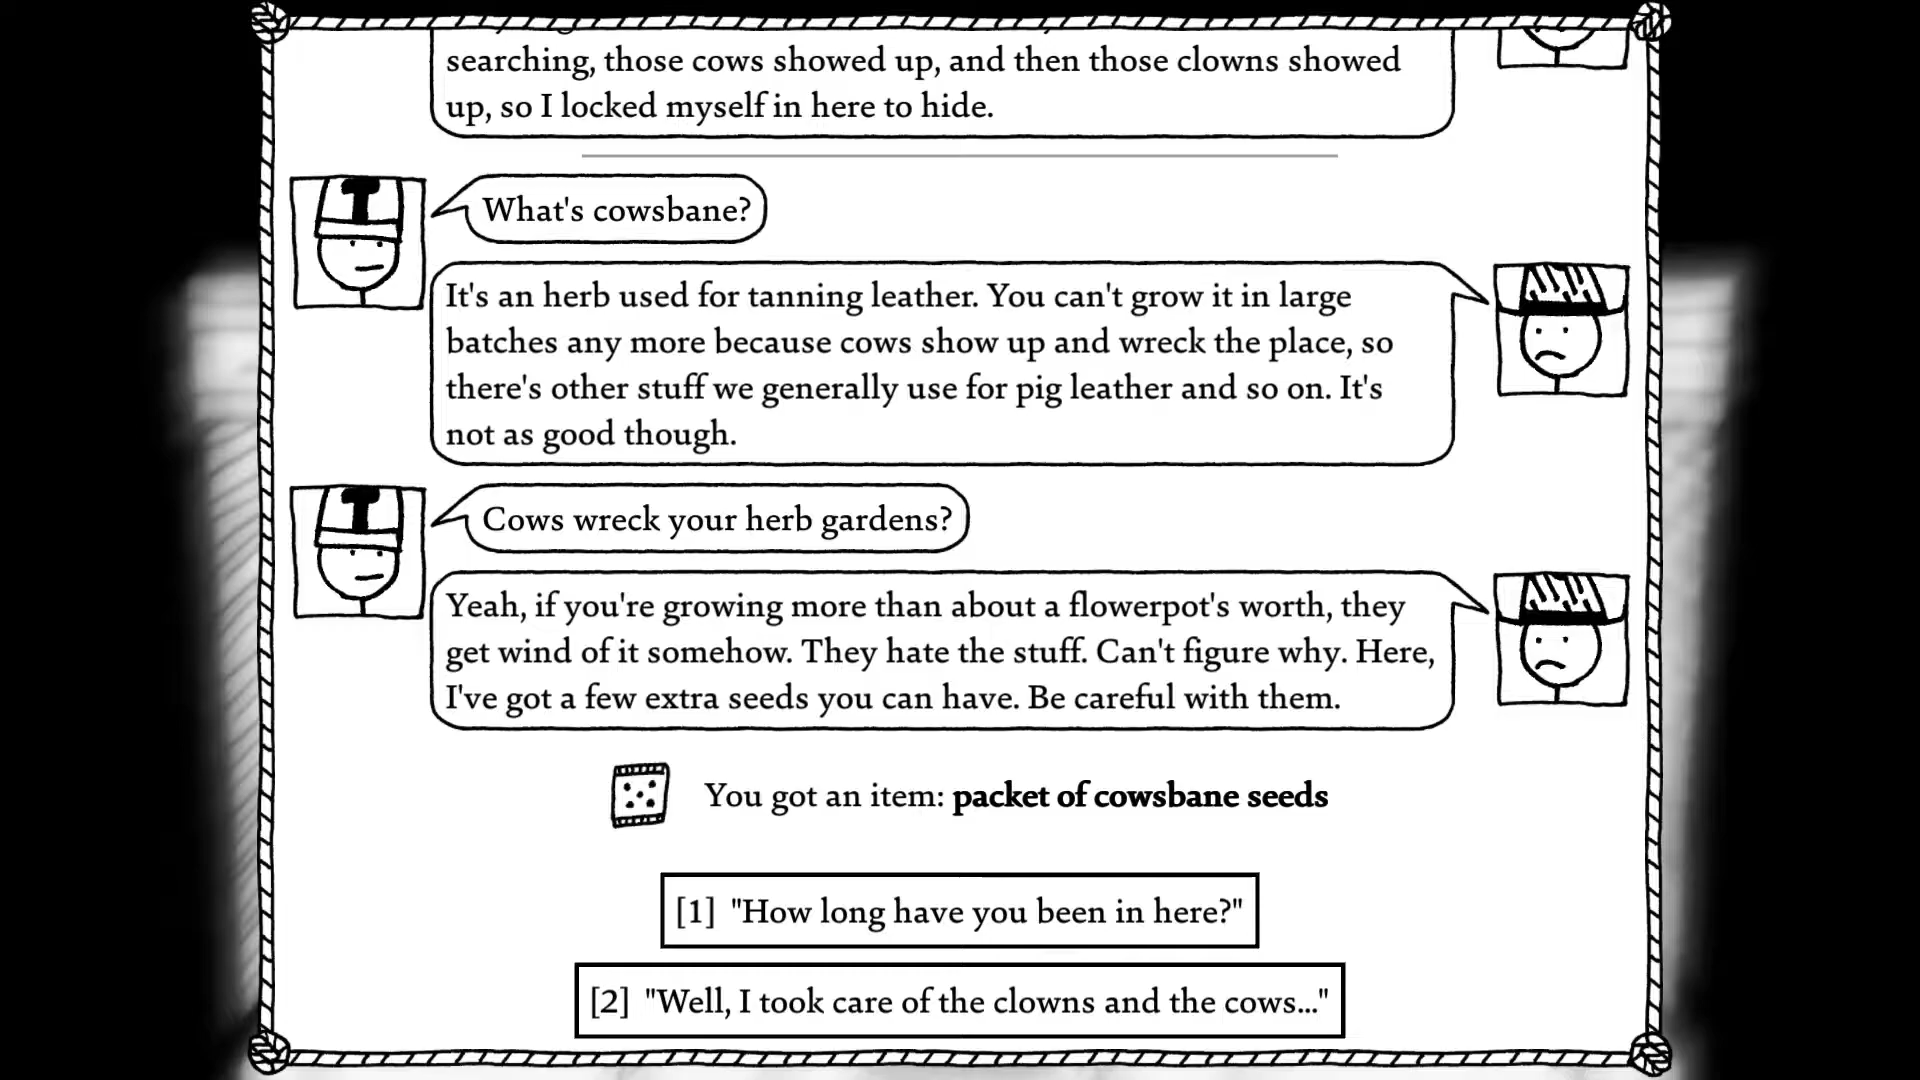 searching, those cows showed up, and then those clowns showed
up, so I locked myself in here to hide.
What's cowsbane?
It's an herb used for tanning leather. You can't grow it in large
batches any more because cows show up and wreck the place, so
there's other stuff we generally use for pig leather and so on. It's
not as good though.
Cows wreck your herb gardens?
Yeah, if you're growing more than about a flowerpot's worth, they
get wind of it somehow. They hate the stuff. Can't figure why. Here,
I've got a few extra seeds you can have. Be careful with them.
You got an item: packet of cowsbane seeds
[1] "How long have you been in here?"
[2] "Well, I took care of the clowns and the cows..."